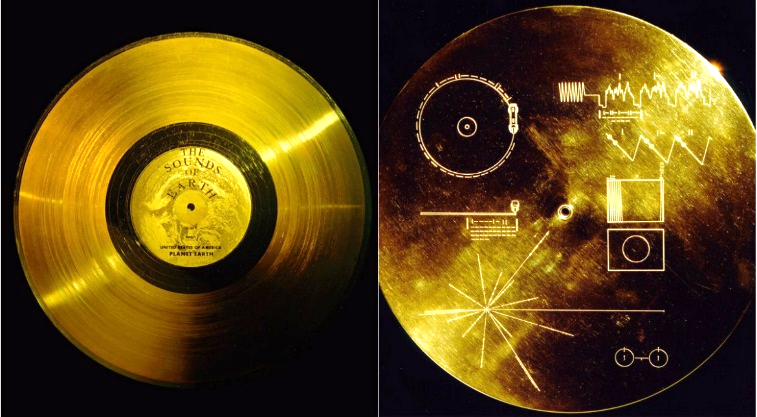 THE
SOUNDS
OF
EARTH
UNITED STATES OF AMERICA
PLANET EARTH